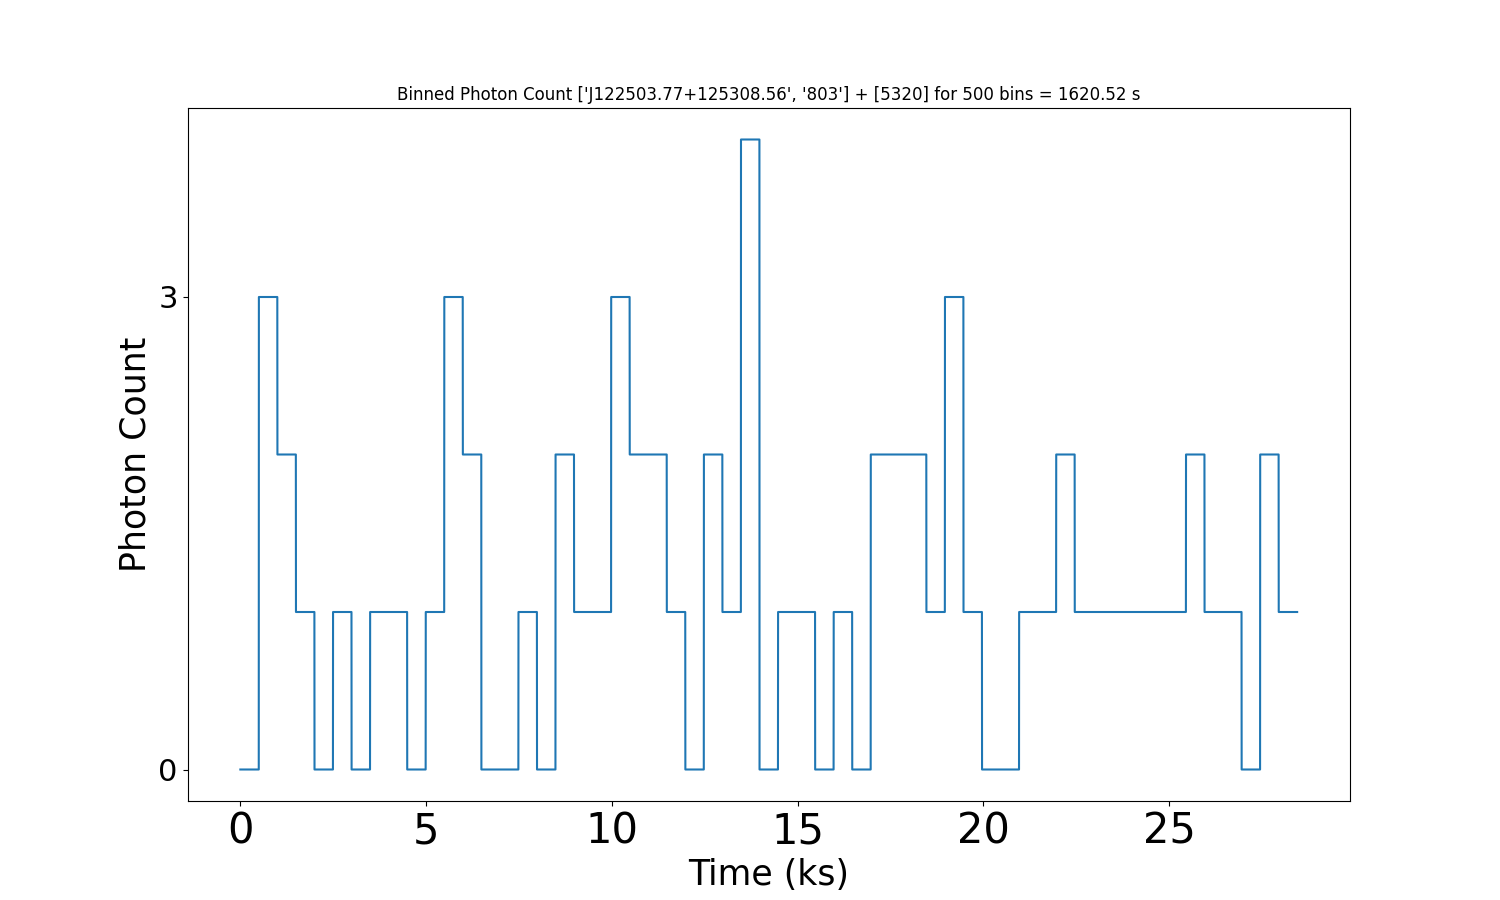 Binned Photon Count ['J122503.77+125308.56', '803'] + [5320] for 500 bins = 1620.52 s
Photon Count
3
0
0 5 10 15 20 25
Time (ks)